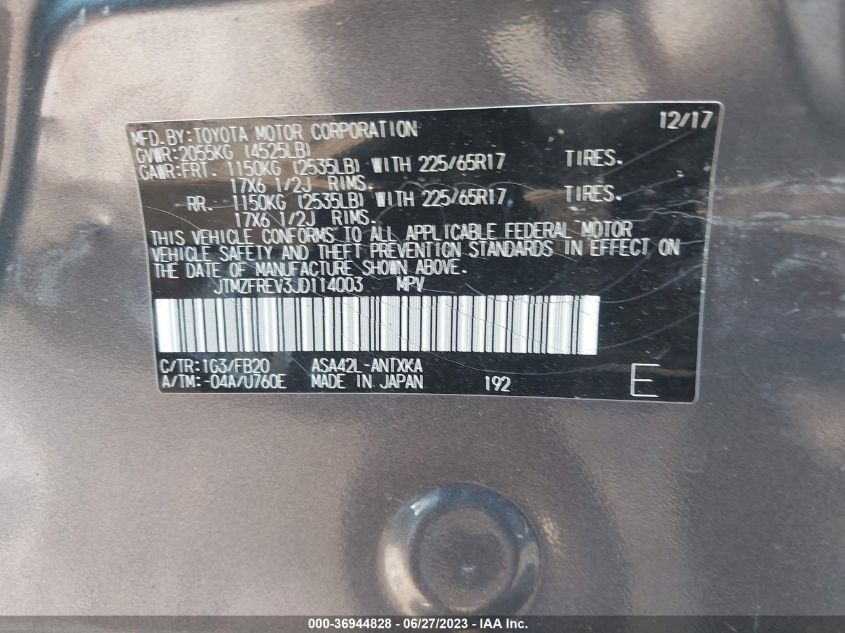 MFD.BY:TOYOTA MOTOR CORPORATION 12/17
GVWR:2055KG (4525LB)
GAWR:FRT. 1150KG (2535LB) WITH 225/65R17 TIRES.
17X6 1/2J RIMS.
RR. 1150KG (2535LB) WITH 225/65R17 TIRES.
17X6 1/2J RIMS.
THIS VEHICLE CONFORMS TO ALL APPLICABLE FEDERAL MOTOR
VEHICLE SAFETY AND THEFT PREVENTION STANDARDS IN EFFECT ON
THE DATE OF MANUFACTURE SHOWN ABOVE.
JTMZFREV3JD114003 MPV
C/TR:1G3/FB20 ASA42L-ANTXKA
A/TM:-04A/U760E MADE IN JAPAN 192 E
000-36944828 - 06/27/2023 - IAAI.COM